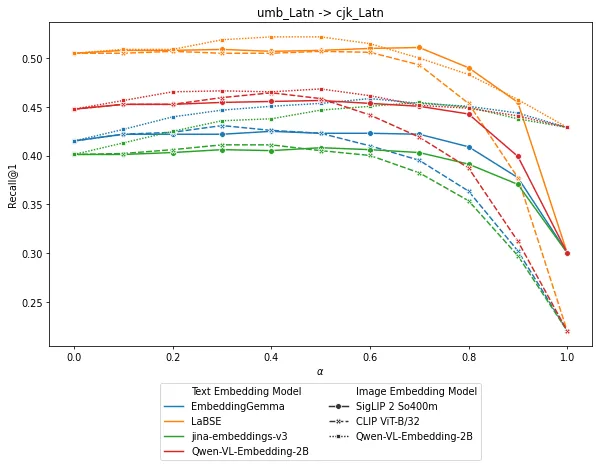 umb_Latn -> cjk_Latn
Recall@1
0.50
0.45
0.40
0.35
0.30
0.25
0.0
0.2
0.4
0.6
0.8
1.0
α
Text Embedding Model
EmbeddingGemma
LaBSE
jina-embeddings-v3
Qwen-VL-Embedding-2B
Image Embedding Model
SigLIP 2 So400m
CLIP ViT-B/32
Qwen-VL-Embedding-2B